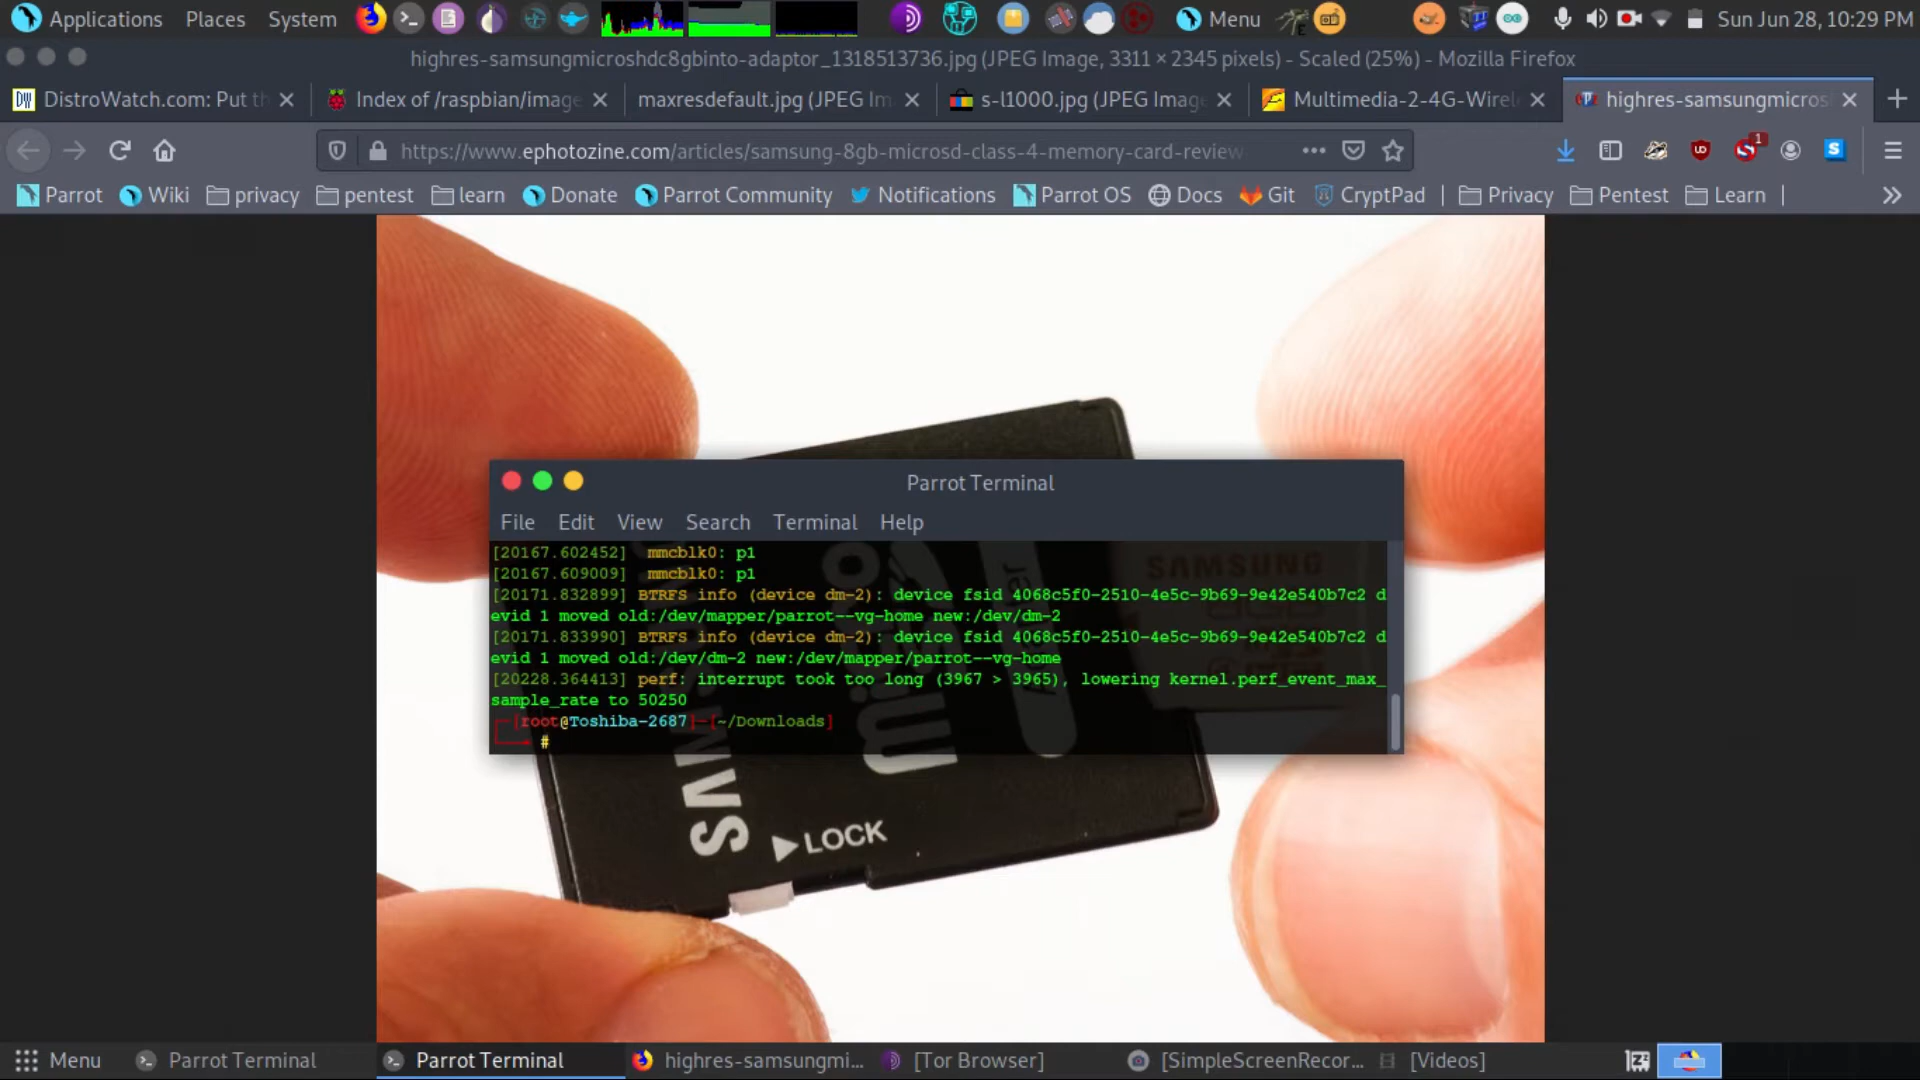 Applications Places System Menu Sun Jun 28, 10:29 PM
highres-samsungmicroshdc8gbinto-adaptor_1318513736.jpg (JPEG Image, 3311 × 2345 pixels) - Scaled (25%) - Mozilla Firefox
DistroWatch.com: Put th Index of /raspbian/image maxresdefault.jpg (JPEG Im s-l1000.jpg (JPEG Image Multimedia-2-4G-Wirel highres-samsungmicros
https://www.ephotozine.com/articles/samsung-8gb-microsd-class-4-memory-card-review 1
Parrot Wiki privacy pentest learn Donate Parrot Community Notifications Parrot OS Docs Git CryptPad Privacy Pentest Learn
Parrot Terminal
File Edit View Search Terminal Help
[20167.602452] mmcblk0: p1
[20167.609009] mmcblk0: p1
[20171.832899] BTRFS info (device dm-2): device fsid 4068c5f0-2510-4e5c-9b69-9e42e540b7c2 d
evid 1 moved old:/dev/mapper/parrot--vg-home new:/dev/dm-2
[20171.833990] BTRFS info (device dm-2): device fsid 4068c5f0-2510-4e5c-9b69-9e42e540b7c2 d
evid 1 moved old:/dev/dm-2 new:/dev/mapper/parrot--vg-home
[20228.364413] perf: interrupt took too long (3967 > 3965), lowering kernel.perf_event_max_
sample_rate to 50250
[root@Toshiba-2687]─[~/Downloads]
#
SAMSUNG
SAMSUNG
Micro
Adapter
LOCK
Menu Parrot Terminal Parrot Terminal highres-samsungmi... [Tor Browser] [SimpleScreenRecor... [Videos]